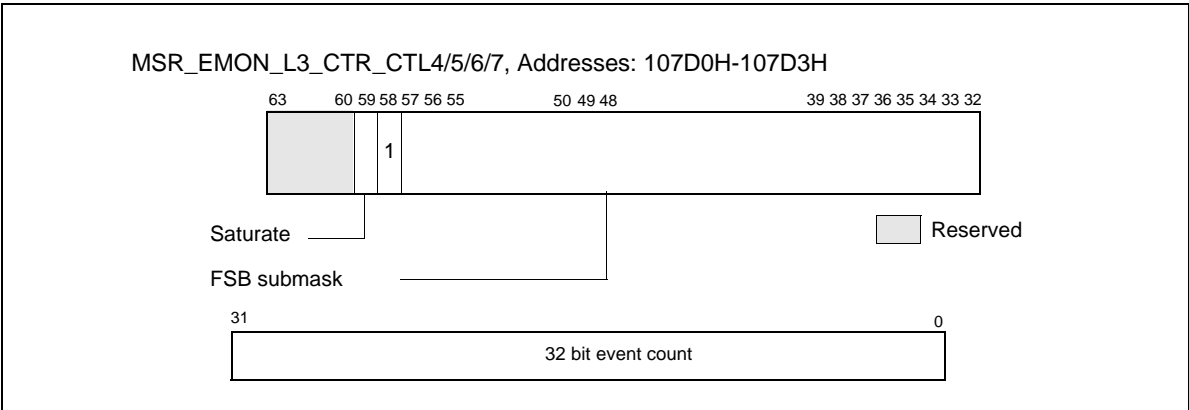 MSR_EMON_L3_CTR_CTL4/5/6/7, Addresses: 107D0H-107D3H
63 60 59 58 57 56 55 50 49 48 39 38 37 36 35 34 33 32
1
Saturate
Reserved
FSB submask
31 0
32 bit event count